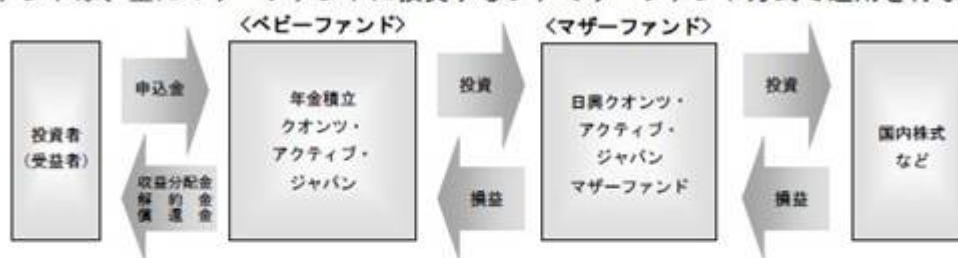 〈ベビーファンド〉
〈マザーファンド〉
投資者
(受益者)
申込金
収益分配金
解約金
償還金
年金積立
クオンツ・
アクティブ・
ジャパン
投資
損益
日興クオンツ・
アクティブ・
ジャパン
マザーファンド
投資
損益
国内株式
など